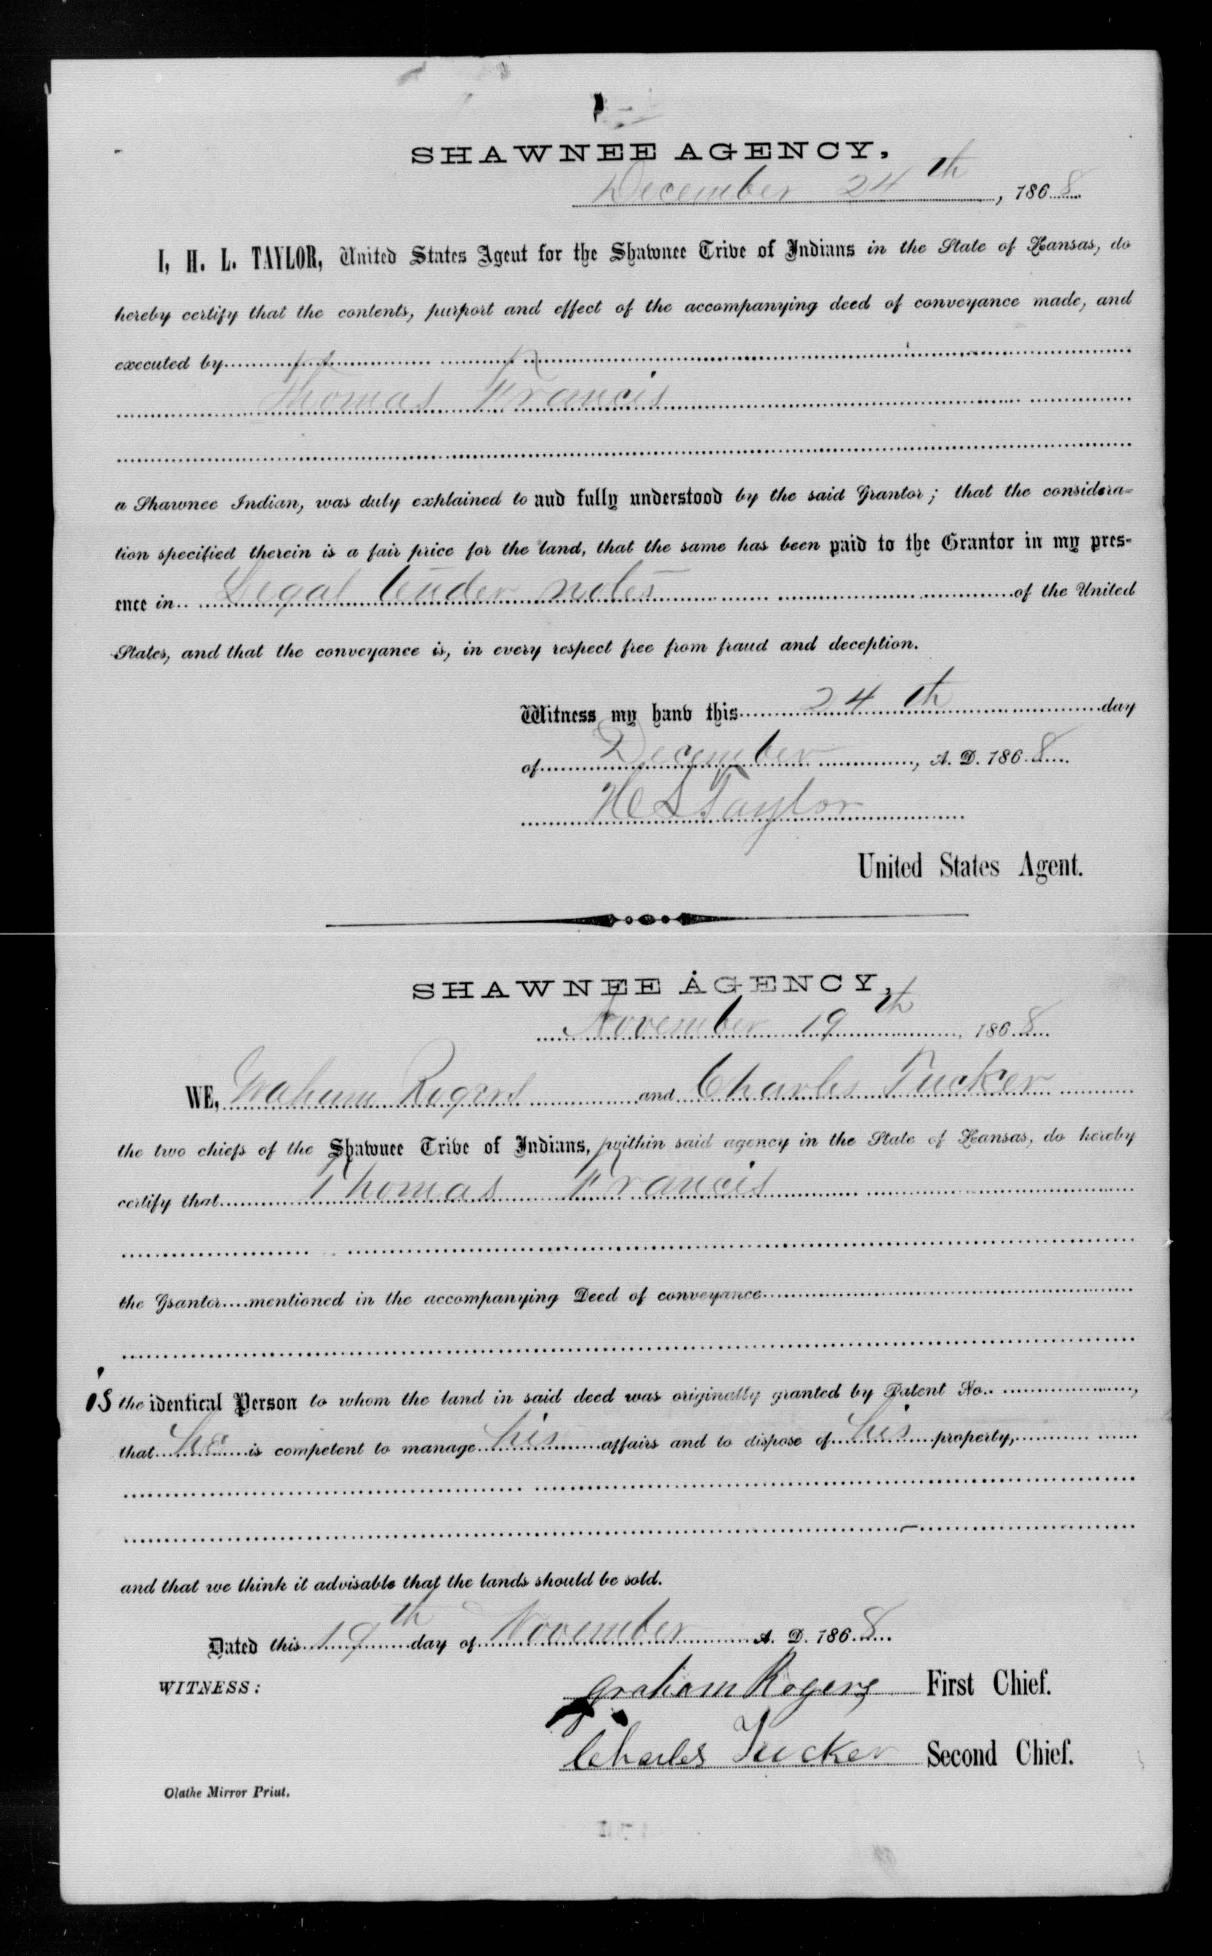 SHAWNEE AGENCY,
December 24th, 1868
I, H. L. TAYLOR, United States Agent for the Shawnee Tribe of Indians in the State of Kansas, do
hereby certify that the contents, purport and effect of the accompanying deed of conveyance made, and
executed by
Thomas Francis
a Shawnee Indian, was duly explained to and fully understood by the said Grantor; that the considera-
tion specified therein is a fair price for the land, that the same has been paid to the Grantor in my pres-
ence in Legal tender notes of the United
States, and that the conveyance is, in every respect free from fraud and deception.
Witness my hand this 24th day
of December, A. D. 1868
H L Taylor
United States Agent.
SHAWNEE AGENCY,
November 19th, 1868
WE, Graham Rogers and Charles Tucker
the two chiefs of the Shawnee Tribe of Indians, within said agency in the State of Kansas, do hereby
certify that Thomas Francis
the Grantor mentioned in the accompanying Deed of conveyance
is the identical Person to whom the land in said deed was originally granted by Patent No.,
that he is competent to manage his affairs and to dispose of his property,
and that we think it advisable that the lands should be sold.
Dated this 19th day of November A. D. 1868
WITNESS: Graham Rogers First Chief.
Charles Tucker Second Chief.
Olathe Mirror Print.